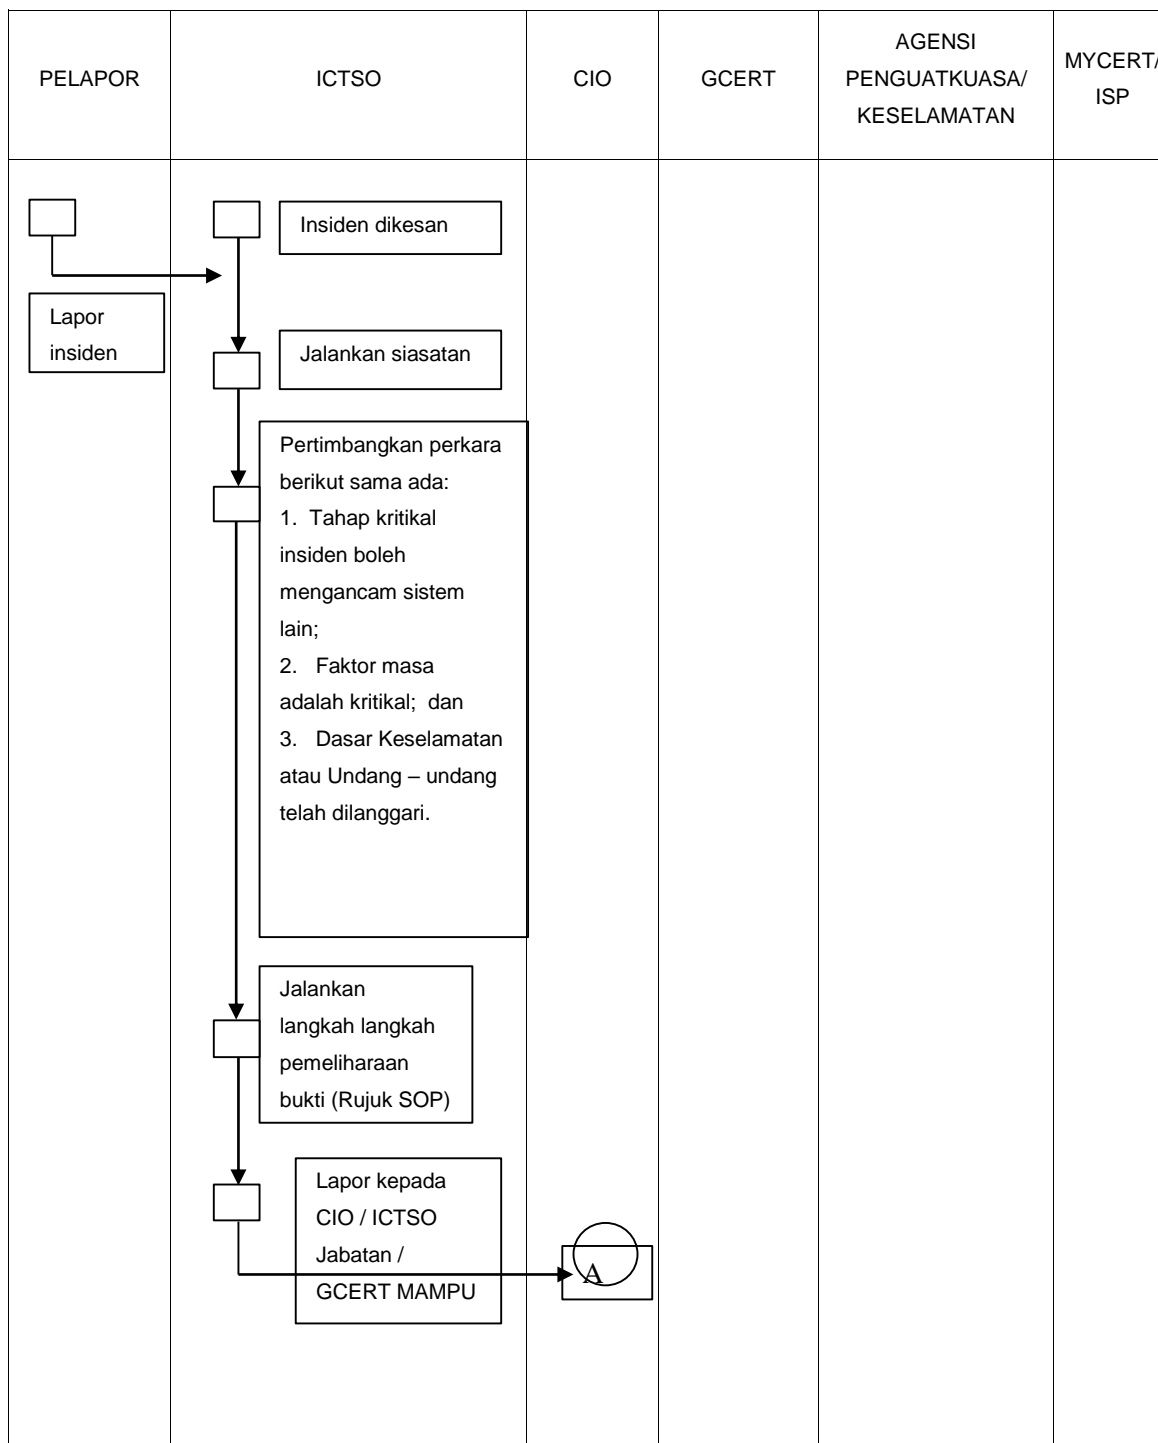 PELAPOR
ICTSO
CIO
GCERT
AGENSI
PENGUATKUASA/
KESELAMATAN
MYCERT/
ISP
Insiden dikesan
Lapor
insiden
Jalankan siasatan
Pertimbangkan perkara
berikut sama ada:
1. Tahap kritikal
insiden boleh
mengancam sistem
lain;
2. Faktor masa
adalah kritikal; dan
3. Dasar Keselamatan
atau Undang – undang
telah dilanggari.
Jalankan
langkah langkah
pemeliharaan
bukti (Rujuk SOP)
Lapor kepada
CIO / ICTSO
Jabatan /
GCERT MAMPU
A